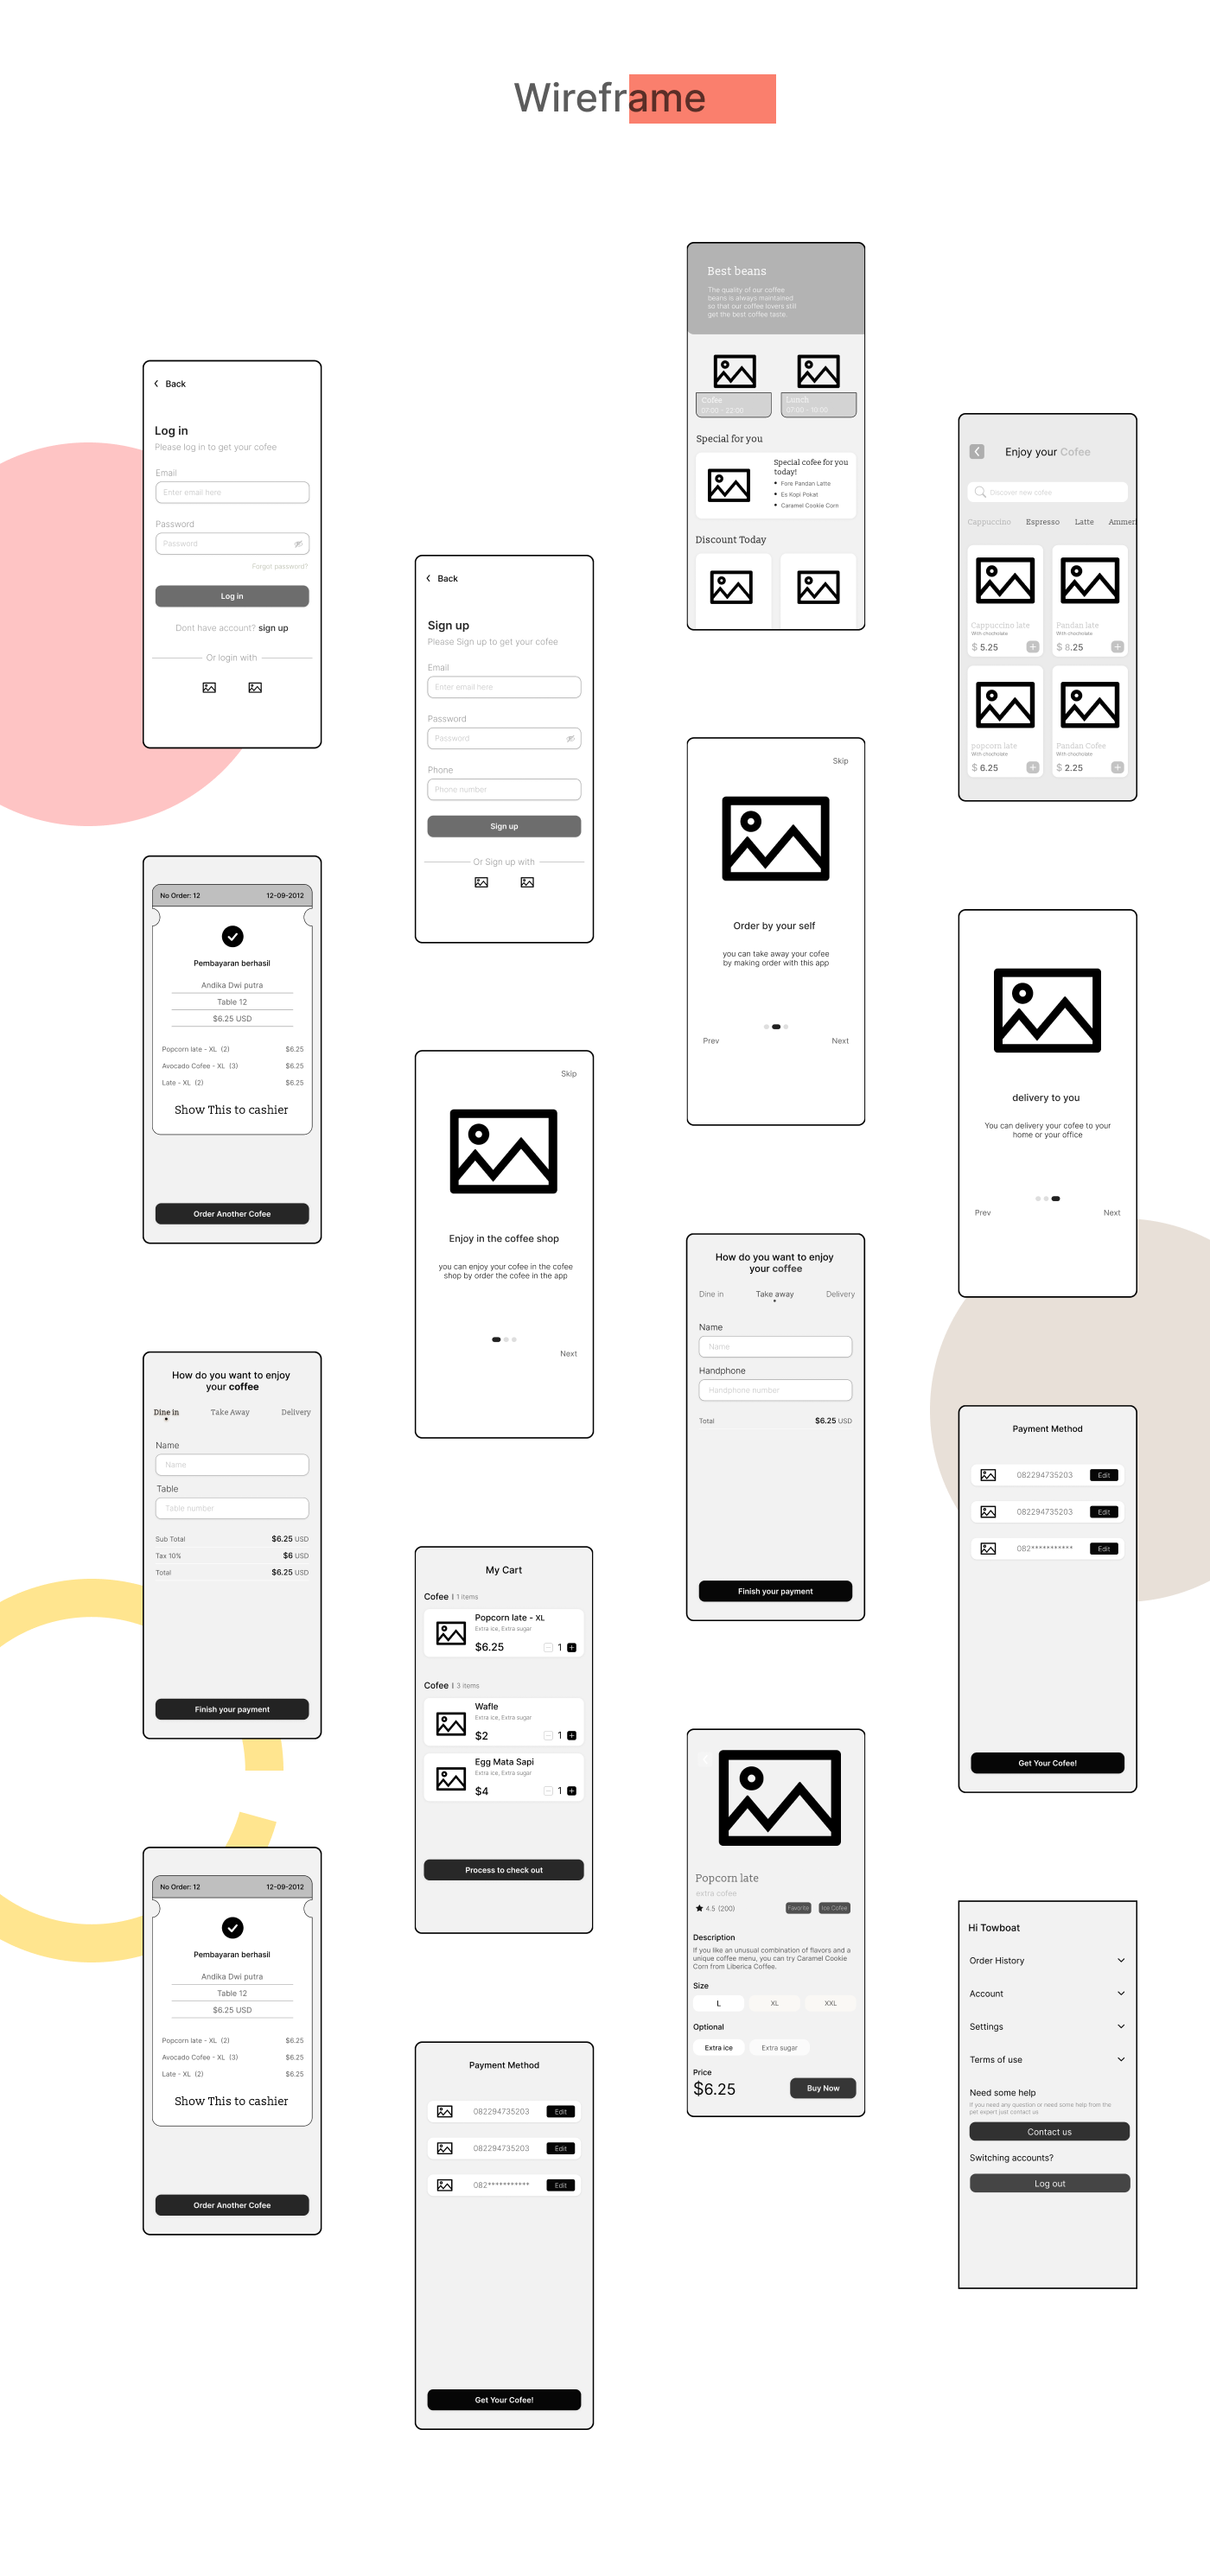 Wireframe
Back
Log in
Please log in to get your cofee
Email
Enter email here
Password
Password
Forgot password?
Log in
Dont have account? sign up
Or login with
No Order: 12 12-09-2012
Pembayaran berhasil
Andika Dwi putra
Table 12
$6.25 USD
Popcorn late - XL (2) $6.25
Avocado Cofee - XL (3) $6.25
Late - XL (2) $6.25
Show This to cashier
Order Another Cofee
How do you want to enjoy
your coffee
Dine in Take Away Delivery
Name
Name
Table
Table number
Sub Total $6.25 USD
Tax 10% $6 USD
Total $6.25 USD
Finish your payment
No Order: 12 12-09-2012
Pembayaran berhasil
Andika Dwi putra
Table 12
$6.25 USD
Popcorn late - XL (2) $6.25
Avocado Cofee - XL (3) $6.25
Late - XL (2) $6.25
Show This to cashier
Order Another Cofee
Back
Sign up
Please Sign up to get your cofee
Email
Enter email here
Password
Password
Phone
Phone number
Sign up
Or Sign up with
Skip
Enjoy in the coffee shop
you can enjoy your cofee in the cofee
shop by order the cofee in the app
Next
My Cart
Cofee | 1 items
Popcorn late - XL
Extra ice, Extra sugar
$6.25 1
Cofee | 3 items
Wafle
Extra ice, Extra sugar
$2 1
Egg Mata Sapi
Extra ice, Extra sugar
$4 1
Process to check out
Payment Method
082294735203 Edit
082294735203 Edit
082*********** Edit
Get Your Cofee!
Best beans
The quality of our coffee
beans is always maintained
so that our coffee lovers still
get the best coffee taste.
Cofee Lunch
07:00 - 22:00
Special for you
Special cofee for you
today!
Fore Pandan Latte
Es Kopi Pokat
Caramel Cookie Corn
Discount Today
Skip
Order by your self
you can take away your cofee
by making order with this app
Prev Next
How do you want to enjoy
your coffee
Dine in Take away Delivery
Name
Name
Handphone
Handphone number
Total $6.25 USD
Finish your payment
Popcorn late
extra cofee
4.5 (200) Favorite Ice Cofee
Description
If you like an unusual combination of flavors and a
unique coffee menu, you can try Caramel Cookie
Corn from Liberica Coffee.
Size
L XL XXL
Optional
Extra ice Extra sugar
Price
$6.25 Buy Now
Enjoy your Cofee
Discover new cofee
Cappuccino Espresso Latte Ammeri
Cappuccino late Pandan late
With chocholate With chocholate
$ 5.25 $ 8.25
popcorn late Pandan Cofee
With chocholate With chocholate
$ 6.25 $ 2.25
delivery to you
You can delivery your cofee to your
home or your office
Prev Next
Payment Method
082294735203 Edit
082294735203 Edit
082*********** Edit
Get Your Cofee!
Hi Towboat
Order History
Account
Settings
Terms of use
Need some help
If you need any question or need some help from the
pet expert just contact us
Contact us
Switching accounts?
Log out